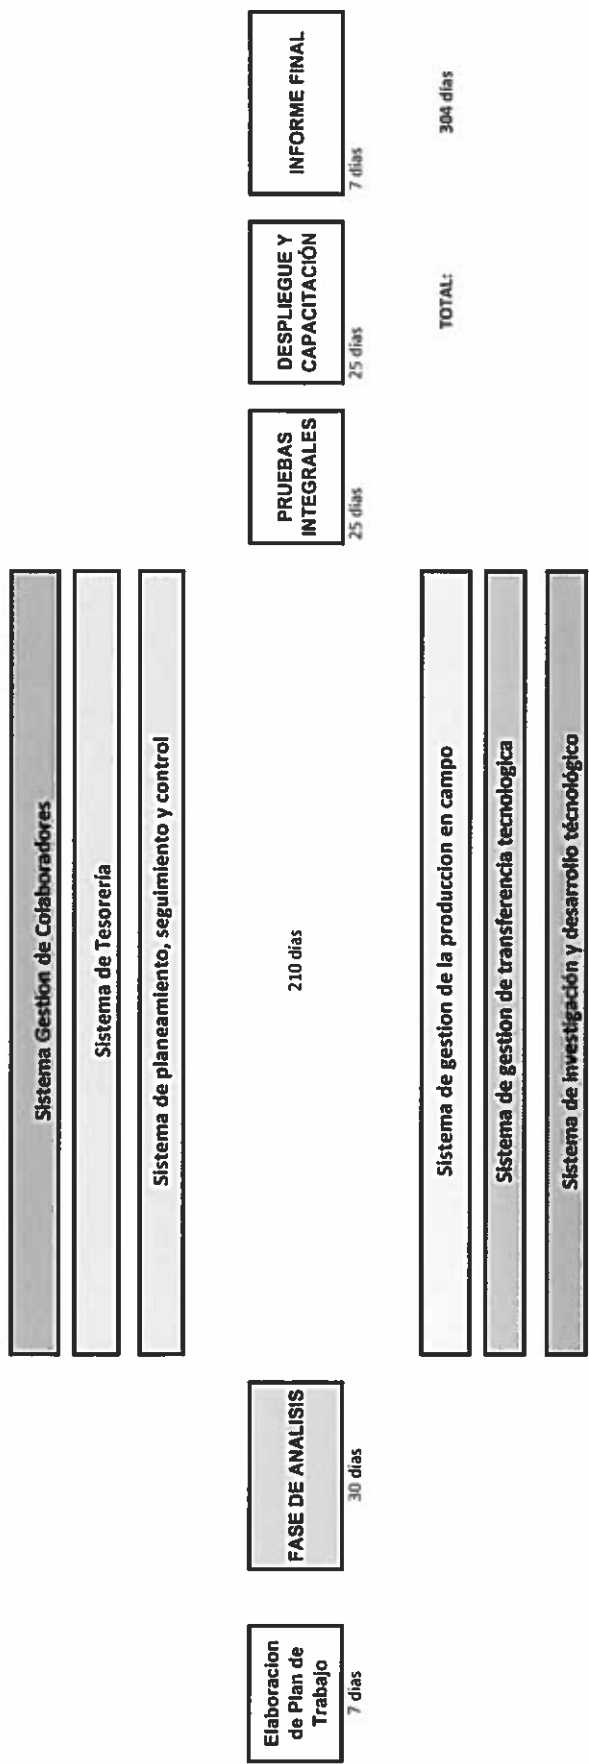 Elaboracion
de Plan de
Trabajo
7 días
FASE DE ANALISIS
30 días
Sistema Gestion de Colaboradores
Sistema de Tesorería
Sistema de planeamiento, seguimiento y control
210 días
Sistema de gestion de la produccion en campo
Sistema de gestion de transferencia tecnologica
Sistema de investigación y desarrollo técnológico
PRUEBAS
INTEGRALES
25 días
DESPLIEGUE Y
CAPACITACIÓN
25 días
INFORME FINAL
7 días
TOTAL:
304 días